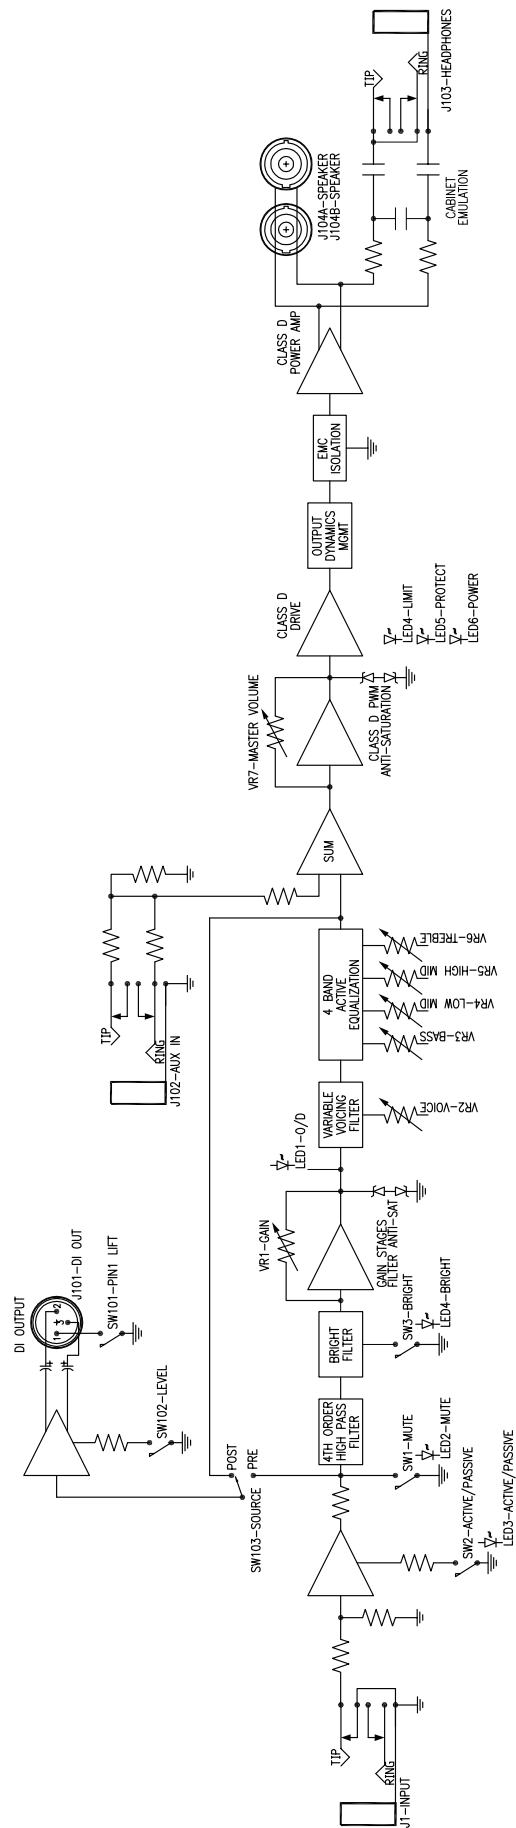 J1-INPUT
TIP
RING
SW2-ACTIVE/PASSIVE
LED3-ACTIVE/PASSIVE
SW1-MUTE
LED2-MUTE
SW103-SOURCE
POST
PRE
4TH ORDER
HIGH PASS
FILTER
BRIGHT
FILTER
SW3-BRIGHT
LED4-BRIGHT
SW102-LEVEL
DI OUTPUT
1
2
3
+
+
J101-DI OUT
SW101-PIN1 LIFT
VR1-GAIN
GAIN STAGES
FILTER ANTI-SAT
LED1-O/D
VARIABLE
VOICING
FILTER
VR2-VOICE
4 BAND
ACTIVE
EQUALIZATION
VR3-BASS
VR4-LOW MID
VR5-HIGH MID
VR6-TREBLE
J102-AUX IN
TIP
RING
SUM
VR7-MASTER VOLUME
CLASS D PWM
ANTI-SATURATION
CLASS D
DRIVE
LED4-LIMIT
LED5-PROTECT
LED6-POWER
OUTPUT
DYNAMICS
MGMT
EMC
ISOLATION
CLASS D
POWER AMP
J104A-SPEAKER
J104B-SPEAKER
CABINET
EMULATION
TIP
RING
J103-HEADPHONES